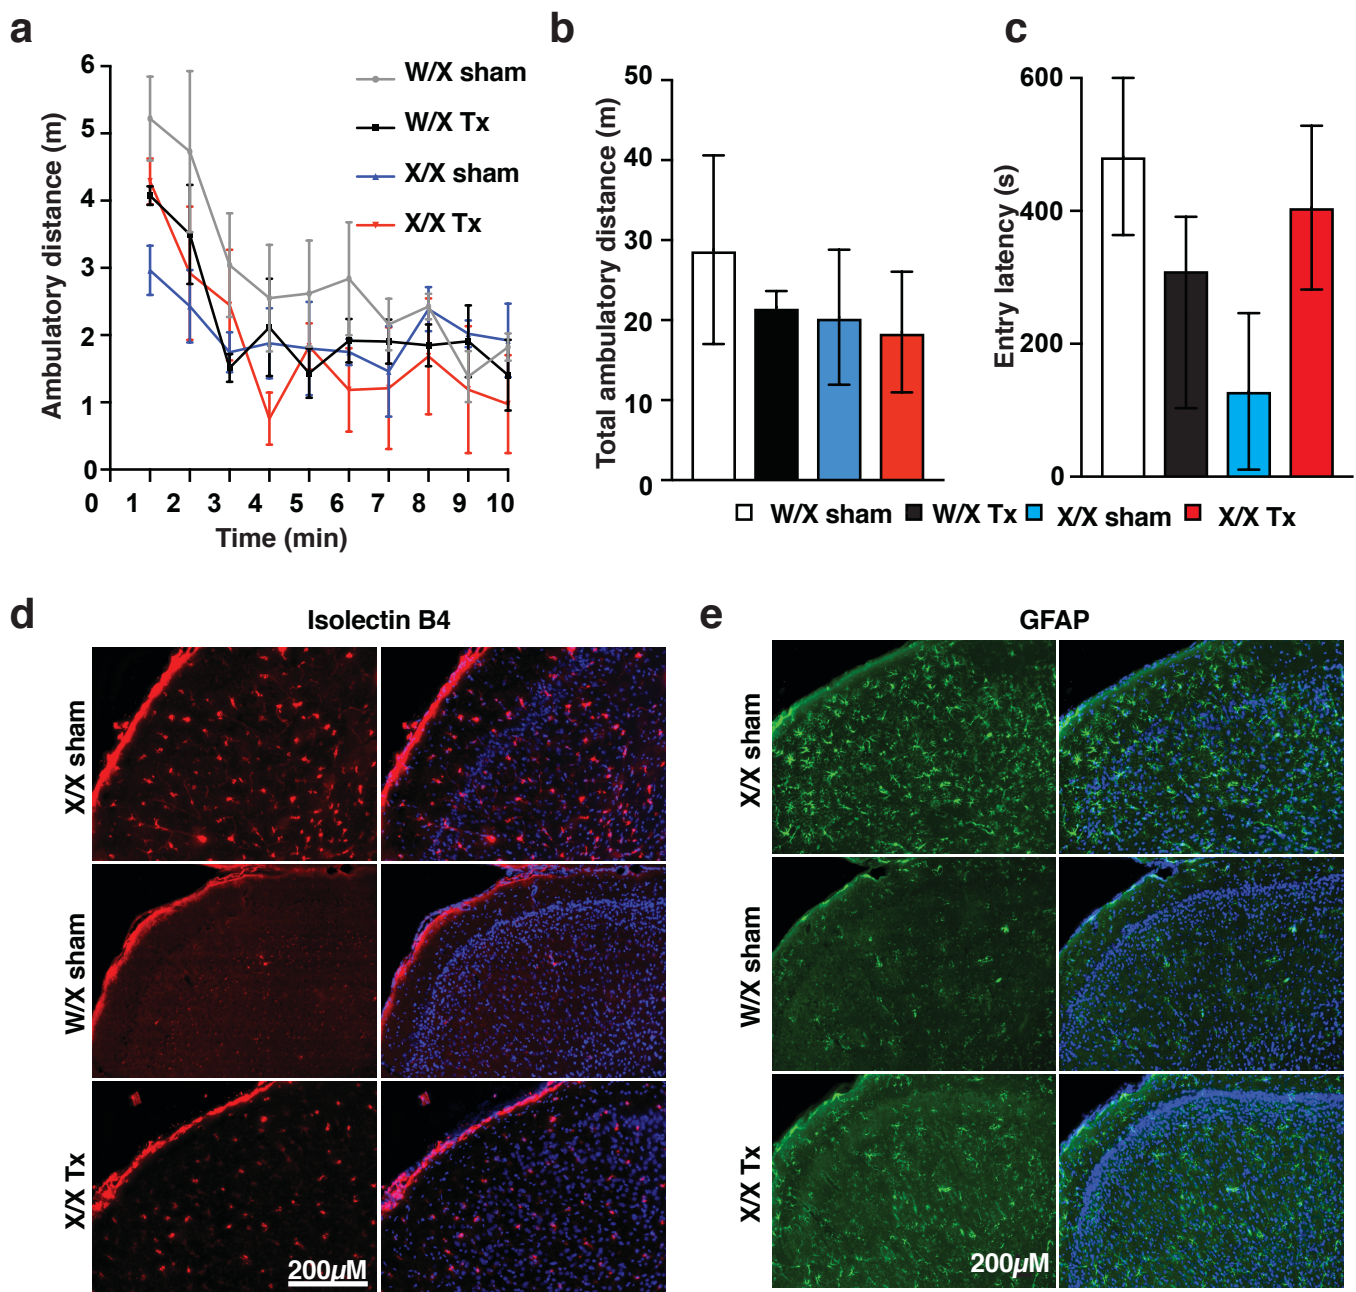 a
b
c
Ambulatory distance (m)
6
5
4
3
2
1
0
0 1 2 3 4 5 6 7 8 9 10
Time (min)
W/X sham
W/X Tx
X/X sham
X/X Tx
Total ambulatory distance (m)
50
40
30
20
10
0
Entry latency (s)
600
400
200
0
W/X sham W/X Tx X/X sham X/X Tx
d
Isolectin B4
X/X sham
W/X sham
X/X Tx
200µM
e
GFAP
X/X sham
W/X sham
X/X Tx
200µM